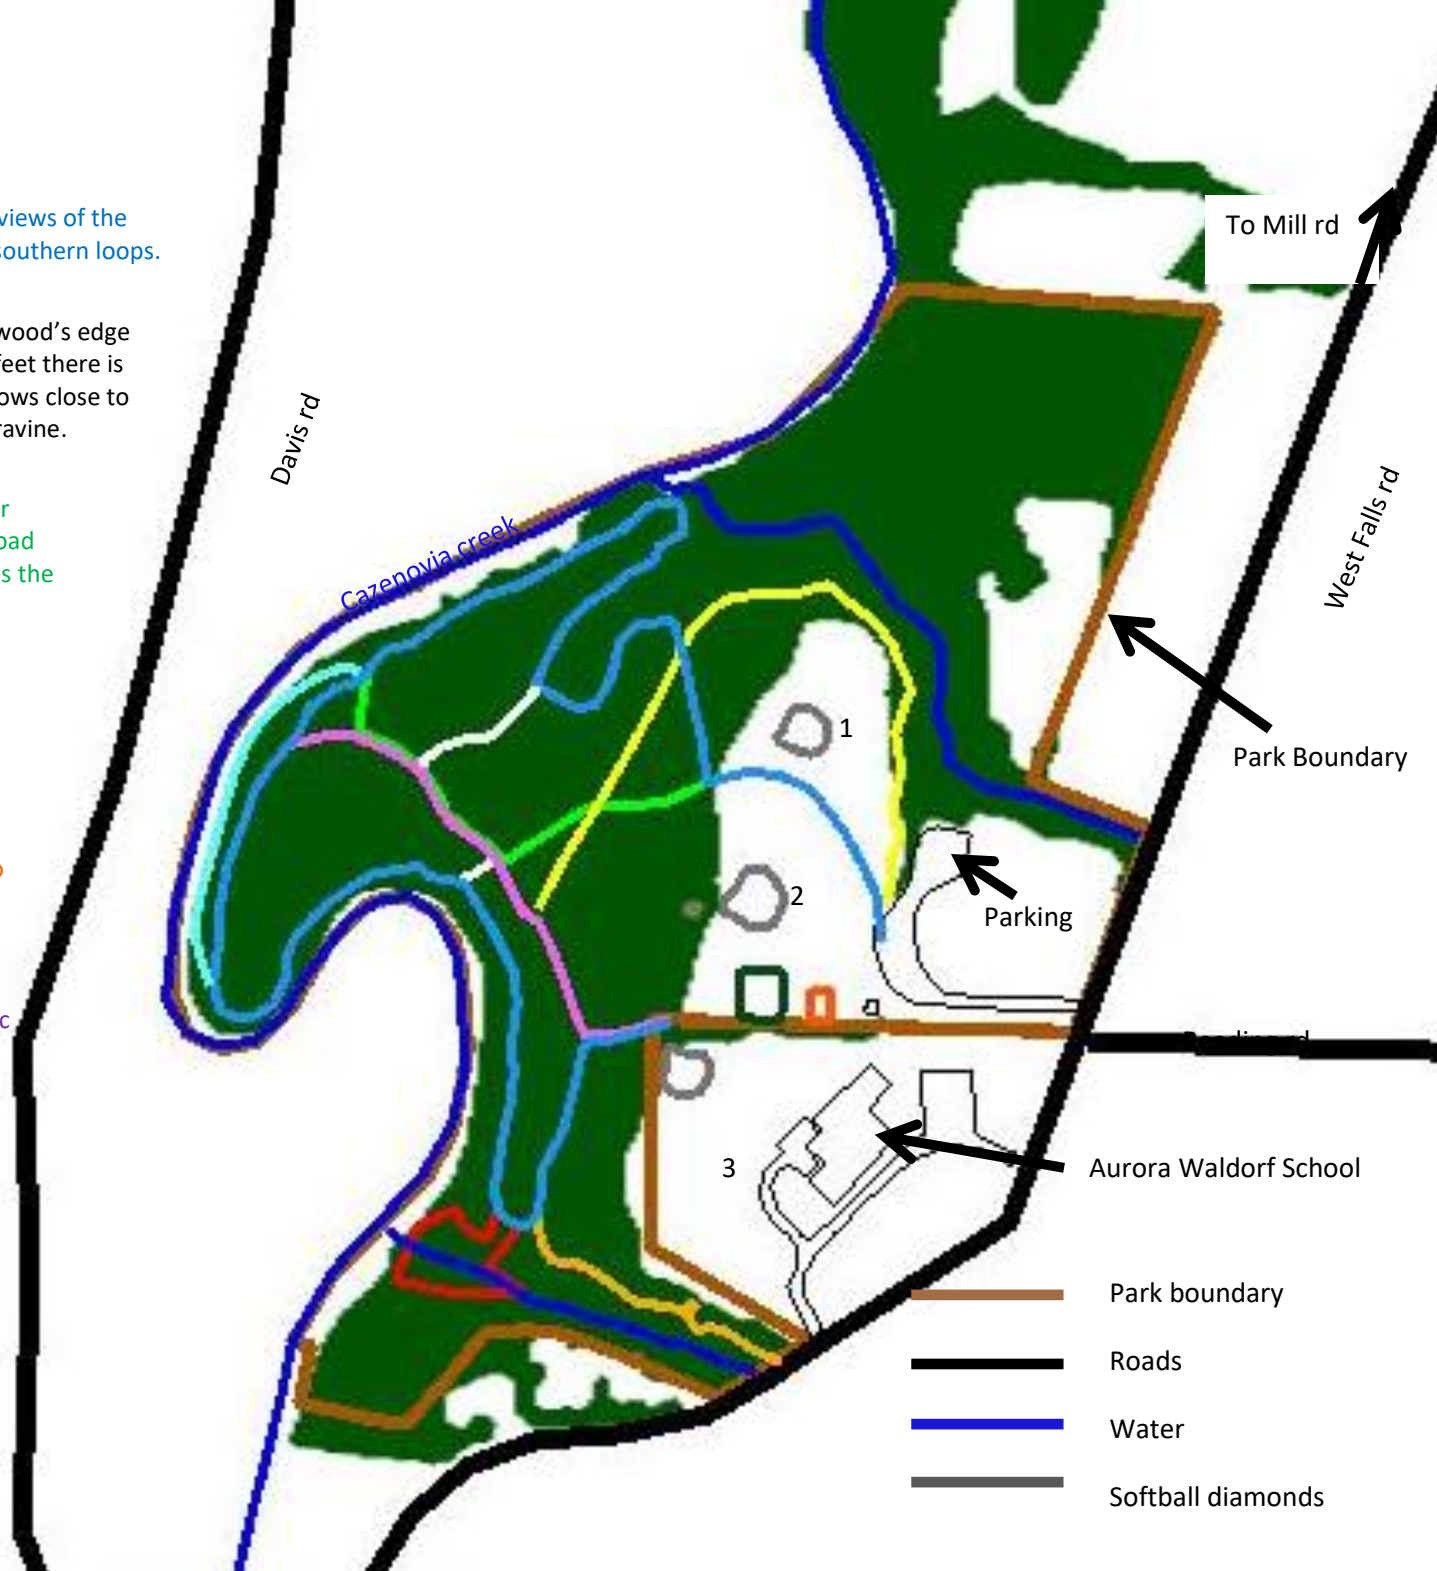 views of the
southern loops.
wood’s edge
feet there is
ows close to
ravine.
r
oad
s the
o
c
To Mill rd
Davis rd
Cazenovia creek
West Falls rd
1
Park Boundary
2
Parking
3
Aurora Waldorf School
Park boundary
Roads
Water
Softball diamonds